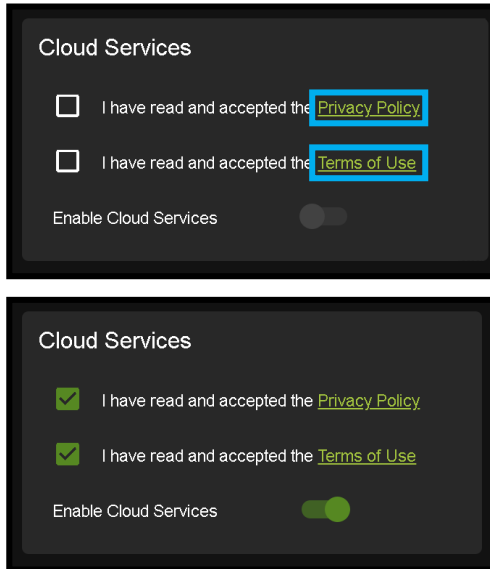 Cloud Services
I have read and accepted the Privacy Policy
I have read and accepted the Terms of Use
Enable Cloud Services
Cloud Services
I have read and accepted the Privacy Policy
I have read and accepted the Terms of Use
Enable Cloud Services